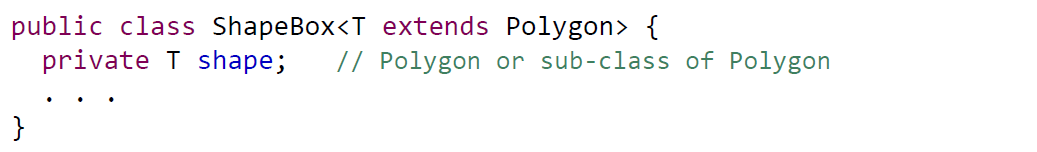 public class ShapeBox<T extends Polygon> {
  private T shape;   // Polygon or sub-class of Polygon
  . . .
}